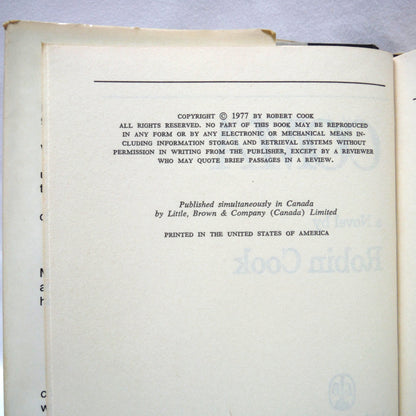 COPYRIGHT © 1977 BY ROBERT COOK
ALL RIGHTS RESERVED. NO PART OF THIS BOOK MAY BE REPRODUCED
IN ANY FORM OR BY ANY ELECTRONIC OR MECHANICAL MEANS IN-
CLUDING INFORMATION STORAGE AND RETRIEVAL SYSTEMS WITHOUT
PERMISSION IN WRITING FROM THE PUBLISHER, EXCEPT BY A REVIEWER
WHO MAY QUOTE BRIEF PASSAGES IN A REVIEW.
Published simultaneously in Canada
by Little, Brown & Company (Canada) Limited
PRINTED IN THE UNITED STATES OF AMERICA
a Novel by
Robin Cook